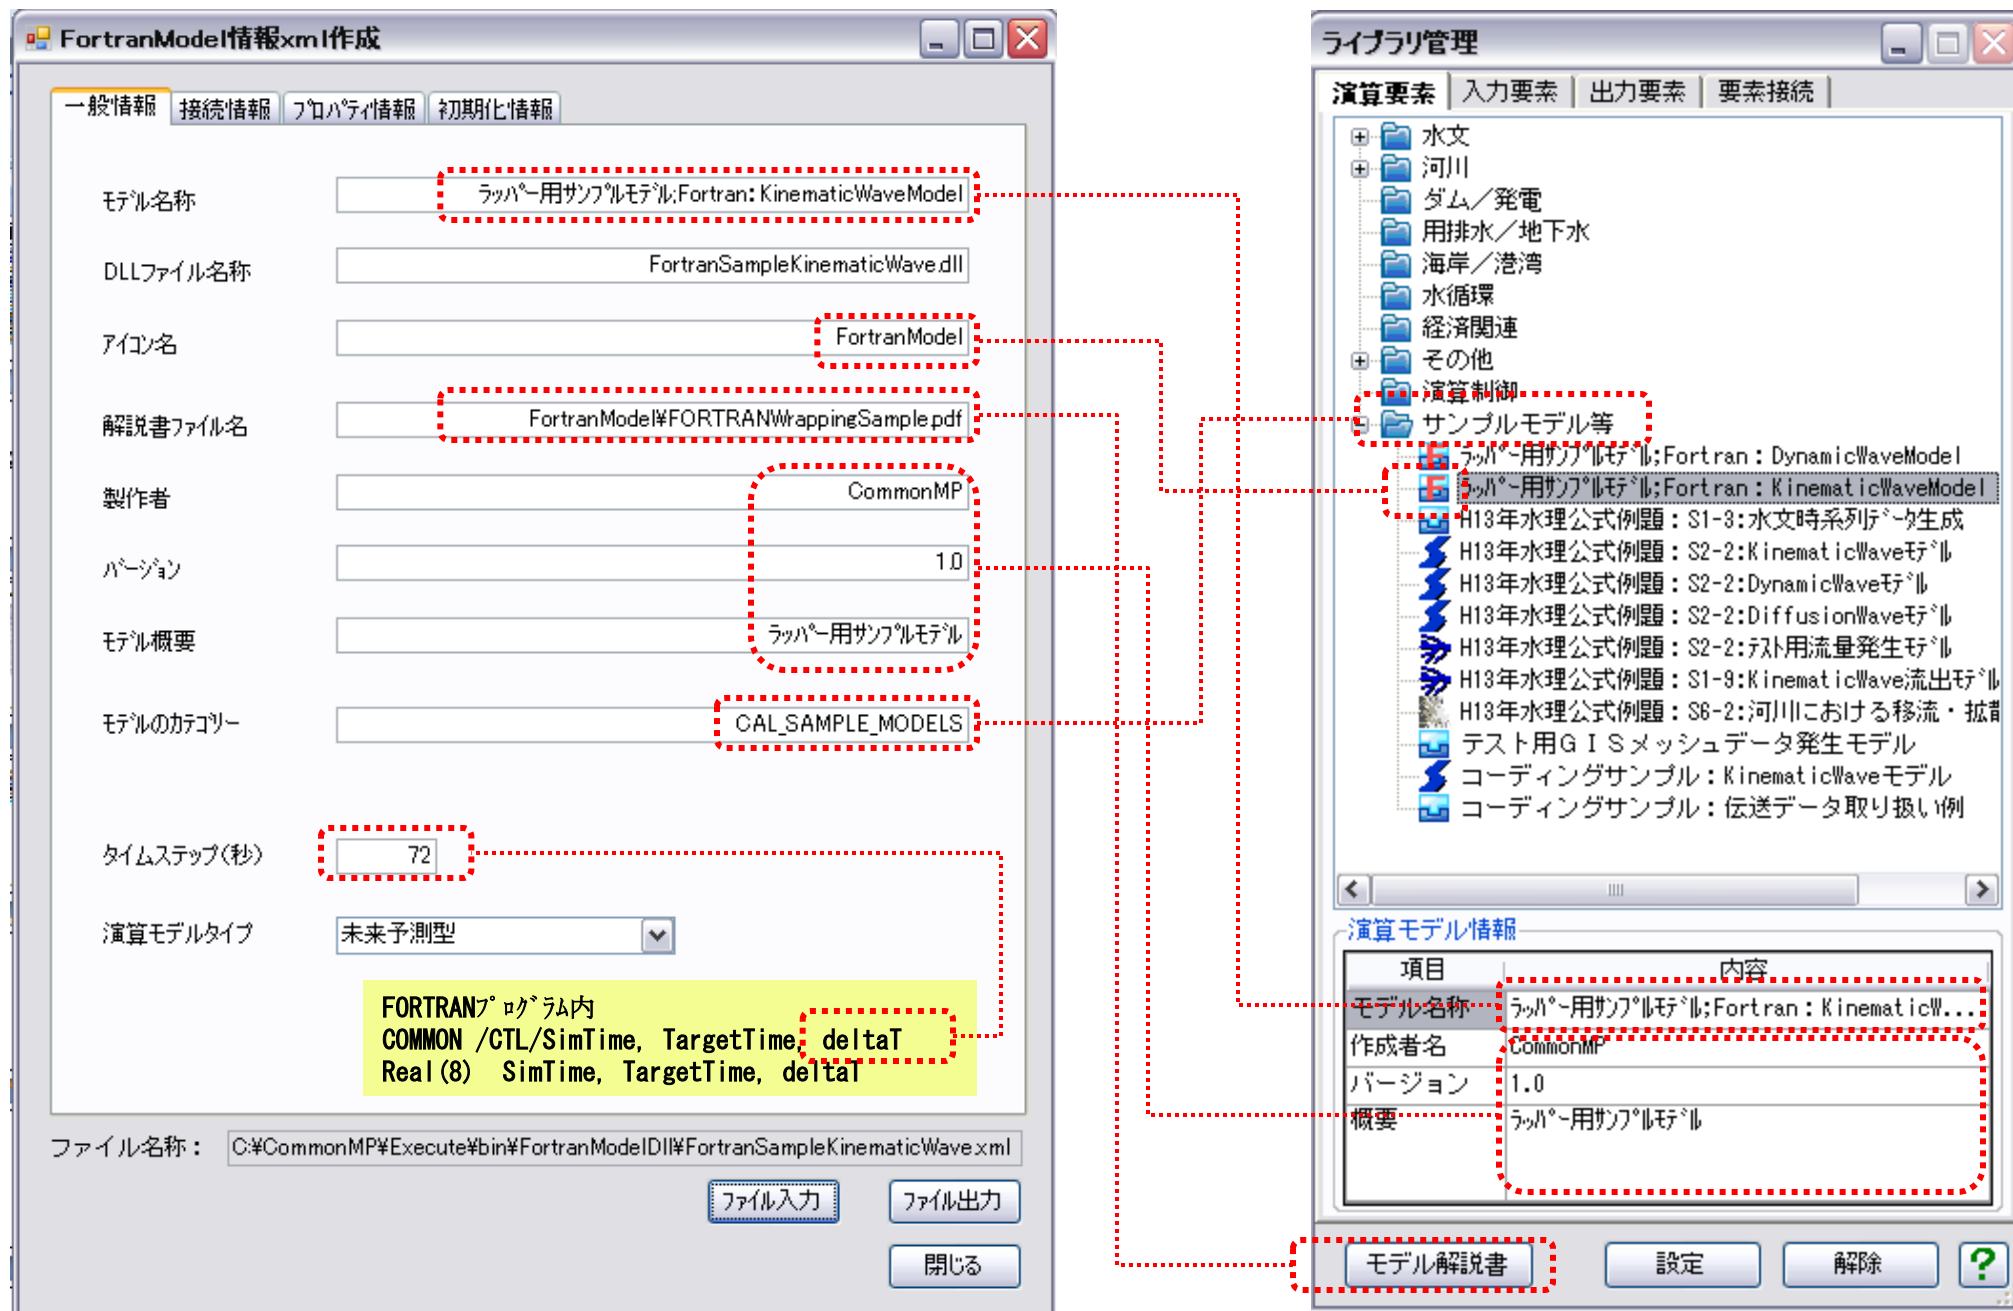 FortranModel情報xml作成
一般情報 接続情報 プロパティ情報 初期化情報
モデル名称 ラッパー用サンプルモデル;Fortran:KinematicWaveModel
DLLファイル名称 FortranSampleKinematicWave.dll
アイコン名 FortranModel
解説書ファイル名 FortranModel¥FORTRANWrappingSample.pdf
製作者 CommonMP
バージョン 1.0
モデル概要 ラッパー用サンプルモデル
モデルのカテゴリー CAL_SAMPLE_MODELS
タイムステップ(秒) 72
演算モデルタイプ 未来予測型
FORTRANプログラム内
COMMON /CTL/SimTime, TargetTime, deltaT
Real(8) SimTime, TargetTime, deltaT
ファイル名称: C:¥CommonMP¥Execute¥bin¥FortranModelDll¥FortranSampleKinematicWave.xml
ファイル入力 ファイル出力
閉じる
ライブラリ管理
演算要素 入力要素 出力要素 要素接続
水文
河川
ダム/発電
用排水/地下水
海岸/港湾
水循環
経済関連
その他
演算制御
サンプルモデル等
ラッパー用サンプルモデル;Fortran:DynamicWaveModel
ラッパー用サンプルモデル;Fortran:KinematicWaveModel
H13年水理公式例題:S1-3:水文時系列データ生成
H13年水理公式例題:S2-2:KinematicWaveモデル
H13年水理公式例題:S2-2:DynamicWaveモデル
H13年水理公式例題:S2-2:DiffusionWaveモデル
H13年水理公式例題:S2-2:テスト用流量発生モデル
H13年水理公式例題:S1-9:KinematicWave流出モデル
H13年水理公式例題:S6-2:河川における移流・拡散
テスト用GISメッシュデータ発生モデル
コーディングサンプル:KinematicWaveモデル
コーディングサンプル:伝送データ取り扱い例
演算モデル情報
項目 内容
モデル名称 ラッパー用サンプルモデル;Fortran:KinematicW...
作成者名 CommonMP
バージョン 1.0
概要 ラッパー用サンプルモデル
モデル解説書 設定 解除 ?